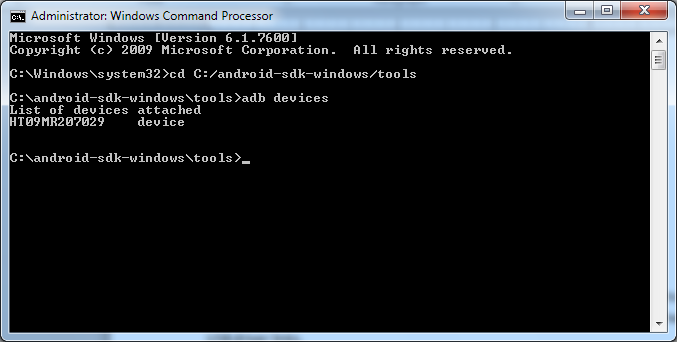 Administrator: Windows Command Processor
Microsoft Windows [Version 6.1.7600]
Copyright (c) 2009 Microsoft Corporation.  All rights reserved.
C:\Windows\system32>cd C:/android-sdk-windows/tools
C:\android-sdk-windows\tools>adb devices
List of devices attached
HT09MR207029    device
C:\android-sdk-windows\tools>_